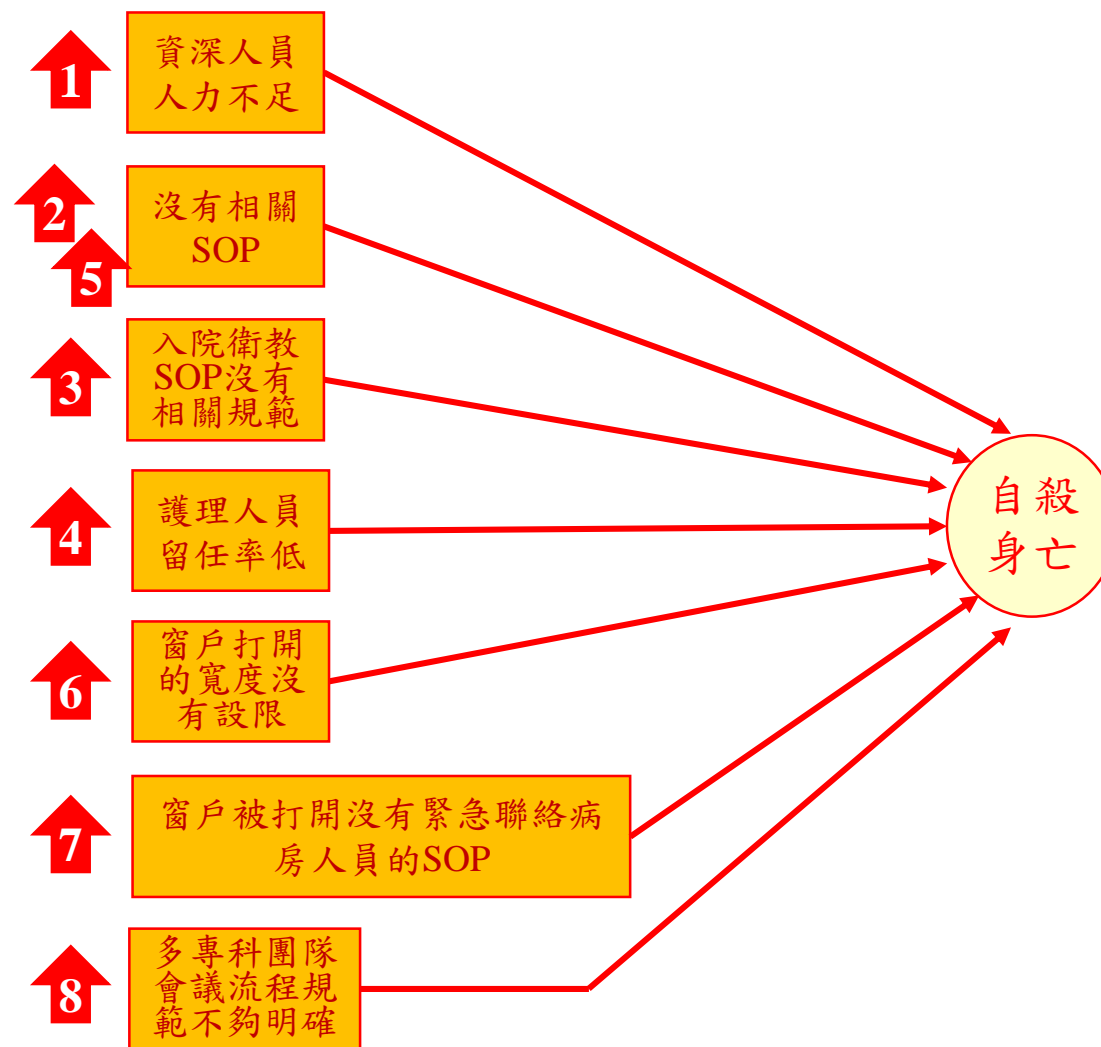 1
資深人員
人力不足
2
5
沒有相關
SOP
3
入院衛教
SOP沒有
相關規範
4
護理人員
留任率低
6
窗戶打開
的寬度沒
有設限
7
窗戶被打開沒有緊急聯絡病
房人員的SOP
8
多專科團隊
會議流程規
範不夠明確
自殺
身亡